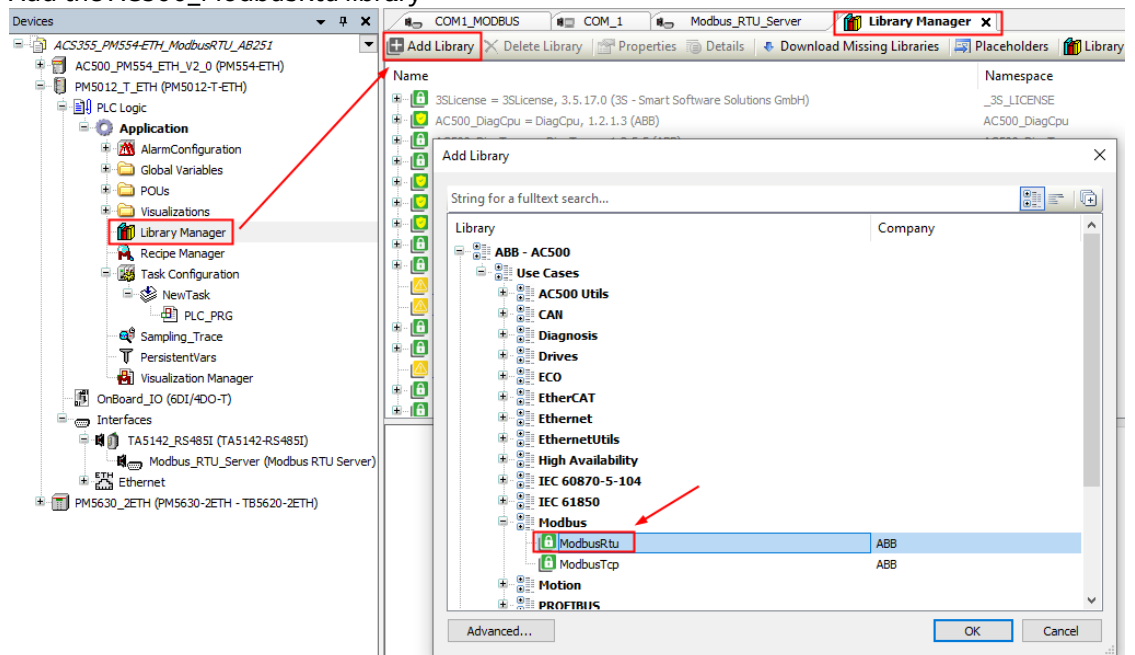 Add the AC500_ModbusRtu library
Devices
ACS355_PM554-ETH_ModbusRTU_AB251
AC500_PM554_ETH_V2_0 (PM554-ETH)
PM5012_T_ETH (PM5012-T-ETH)
PLC Logic
Application
AlarmConfiguration
Global Variables
POUs
Visualizations
Library Manager
Recipe Manager
Task Configuration
NewTask
PLC_PRG
Sampling_Trace
PersistentVars
Visualization Manager
OnBoard_IO (6DI/4DO-T)
Interfaces
TA5142_RS485I (TA5142-RS485I)
Modbus_RTU_Server (Modbus RTU Server)
ETH Ethernet
PM5630_2ETH (PM5630-2ETH - TB5620-2ETH)
COM1_MODBUS COM_1 Modbus_RTU_Server Library Manager
Add Library Delete Library Properties Details Download Missing Libraries Placeholders Library
Name Namespace
3SLicense = 3SLicense, 3.5.17.0 (3S - Smart Software Solutions GmbH) _3S_LICENSE
AC500_DiagCpu = DiagCpu, 1.2.1.3 (ABB) AC500_DiagCpu
Add Library
String for a fulltext search...
Library Company
ABB - AC500
Use Cases
AC500 Utils
CAN
Diagnosis
Drives
ECO
EtherCAT
Ethernet
EthernetUtils
High Availability
IEC 60870-5-104
IEC 61850
Modbus
ModbusRtu ABB
ModbusTcp ABB
Motion
PROFIBUS
Advanced... OK Cancel